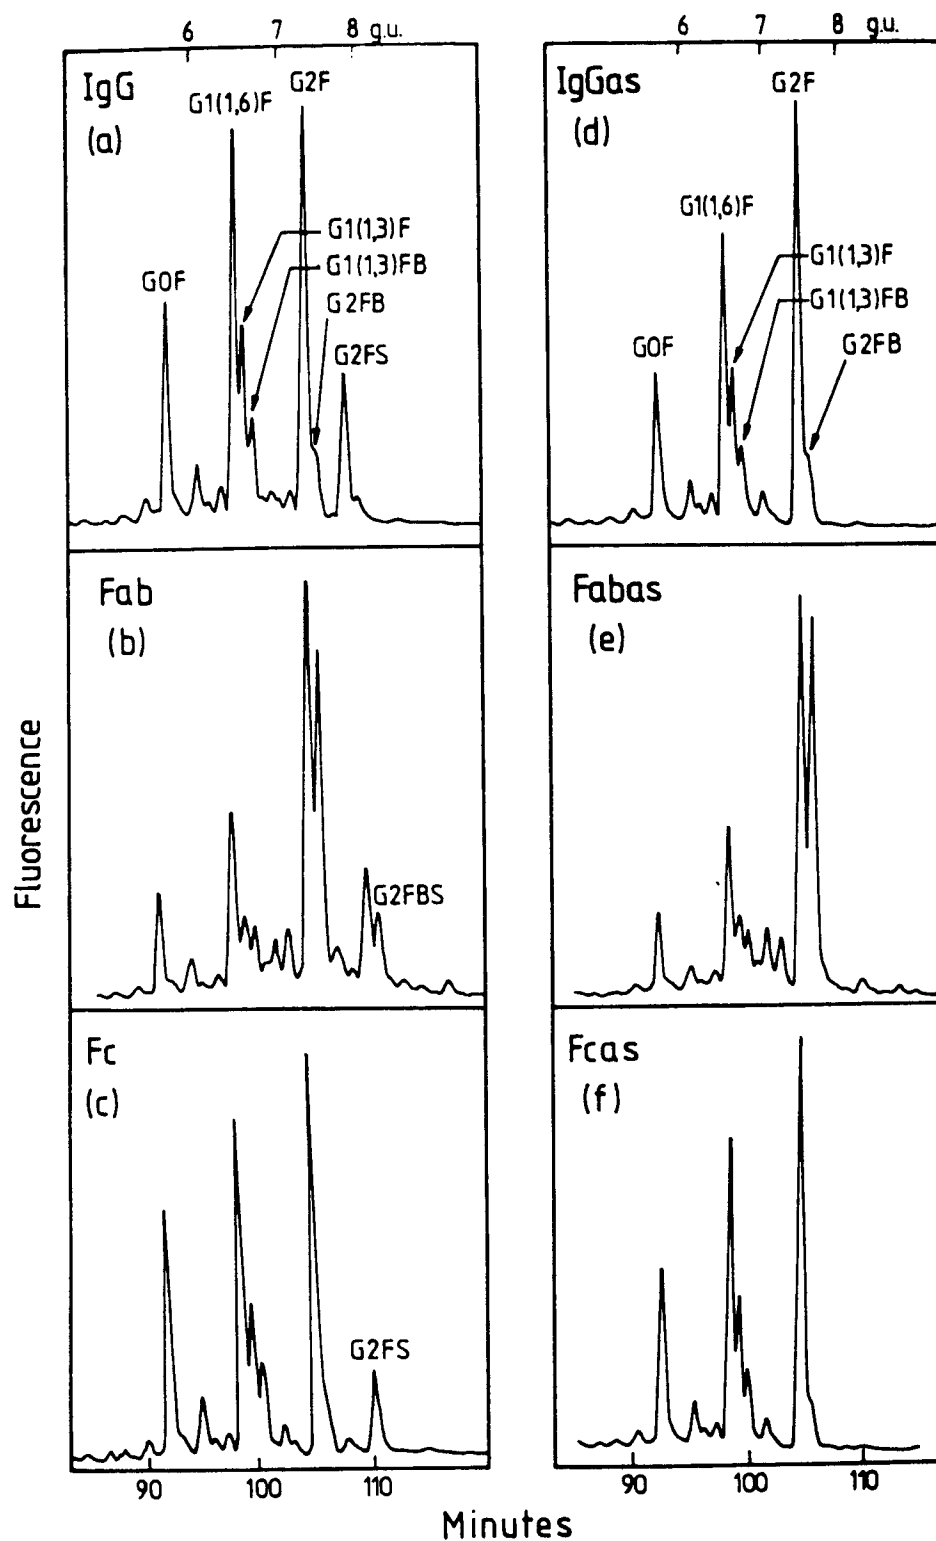 6 7 8 g.u.
IgG
(a)
G0F
G1(1,6)F
G2F
G1(1,3)F
G1(1,3)FB
G2FB
G2FS
Fab
(b)
G2FBS
Fc
(c)
G2FS
90 100 110
6 7 8 g.u.
IgGas
(d)
G0F
G1(1,6)F
G2F
G1(1,3)F
G1(1,3)FB
G2FB
Fabas
(e)
Fcas
(f)
90 100 110
Fluorescence
Minutes